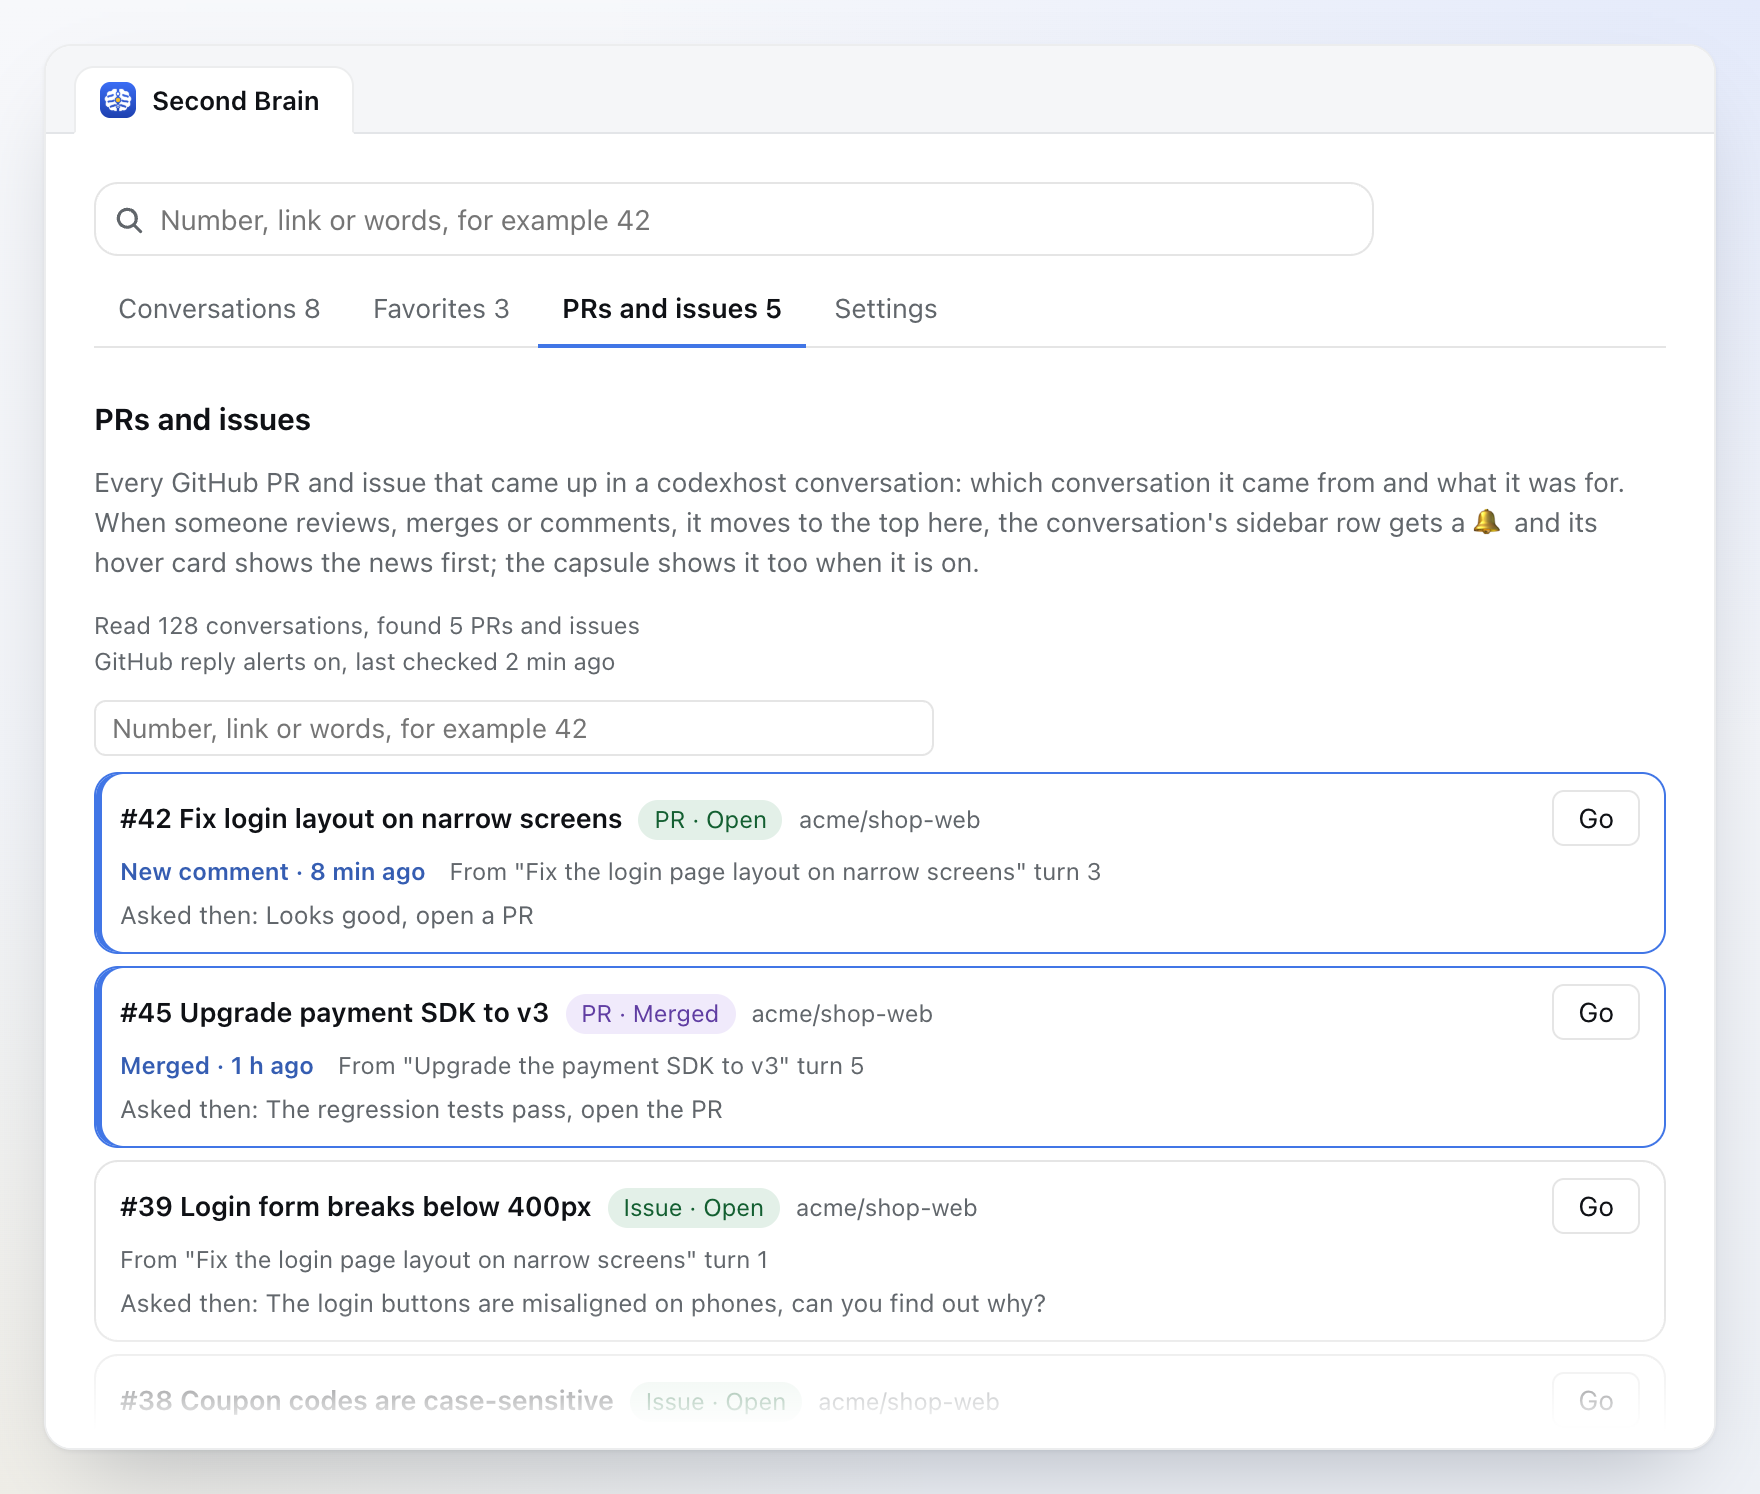 Second Brain
Number, link or words, for example 42
Conversations 8 Favorites 3 PRs and issues 5 Settings
PRs and issues
Every GitHub PR and issue that came up in a codexhost conversation: which conversation it came from and what it was for.
When someone reviews, merges or comments, it moves to the top here, the conversation's sidebar row gets a 🔔 and its
hover card shows the news first; the capsule shows it too when it is on.
Read 128 conversations, found 5 PRs and issues
GitHub reply alerts on, last checked 2 min ago
Number, link or words, for example 42
#42 Fix login layout on narrow screens PR · Open acme/shop-web Go
New comment · 8 min ago From "Fix the login page layout on narrow screens" turn 3
Asked then: Looks good, open a PR
#45 Upgrade payment SDK to v3 PR · Merged acme/shop-web Go
Merged · 1 h ago From "Upgrade the payment SDK to v3" turn 5
Asked then: The regression tests pass, open the PR
#39 Login form breaks below 400px Issue · Open acme/shop-web Go
From "Fix the login page layout on narrow screens" turn 1
Asked then: The login buttons are misaligned on phones, can you find out why?
#38 Coupon codes are case-sensitive Issue · Open acme/shop-web Go